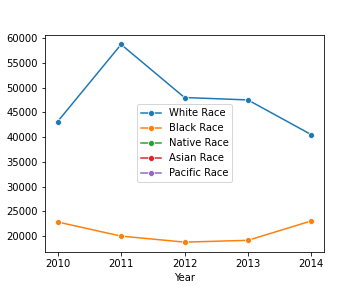 60000
55000
50000
45000
40000
35000
30000
25000
20000
White Race
Black Race
Native Race
Asian Race
Pacific Race
2010 2011 2012 2013 2014
Year